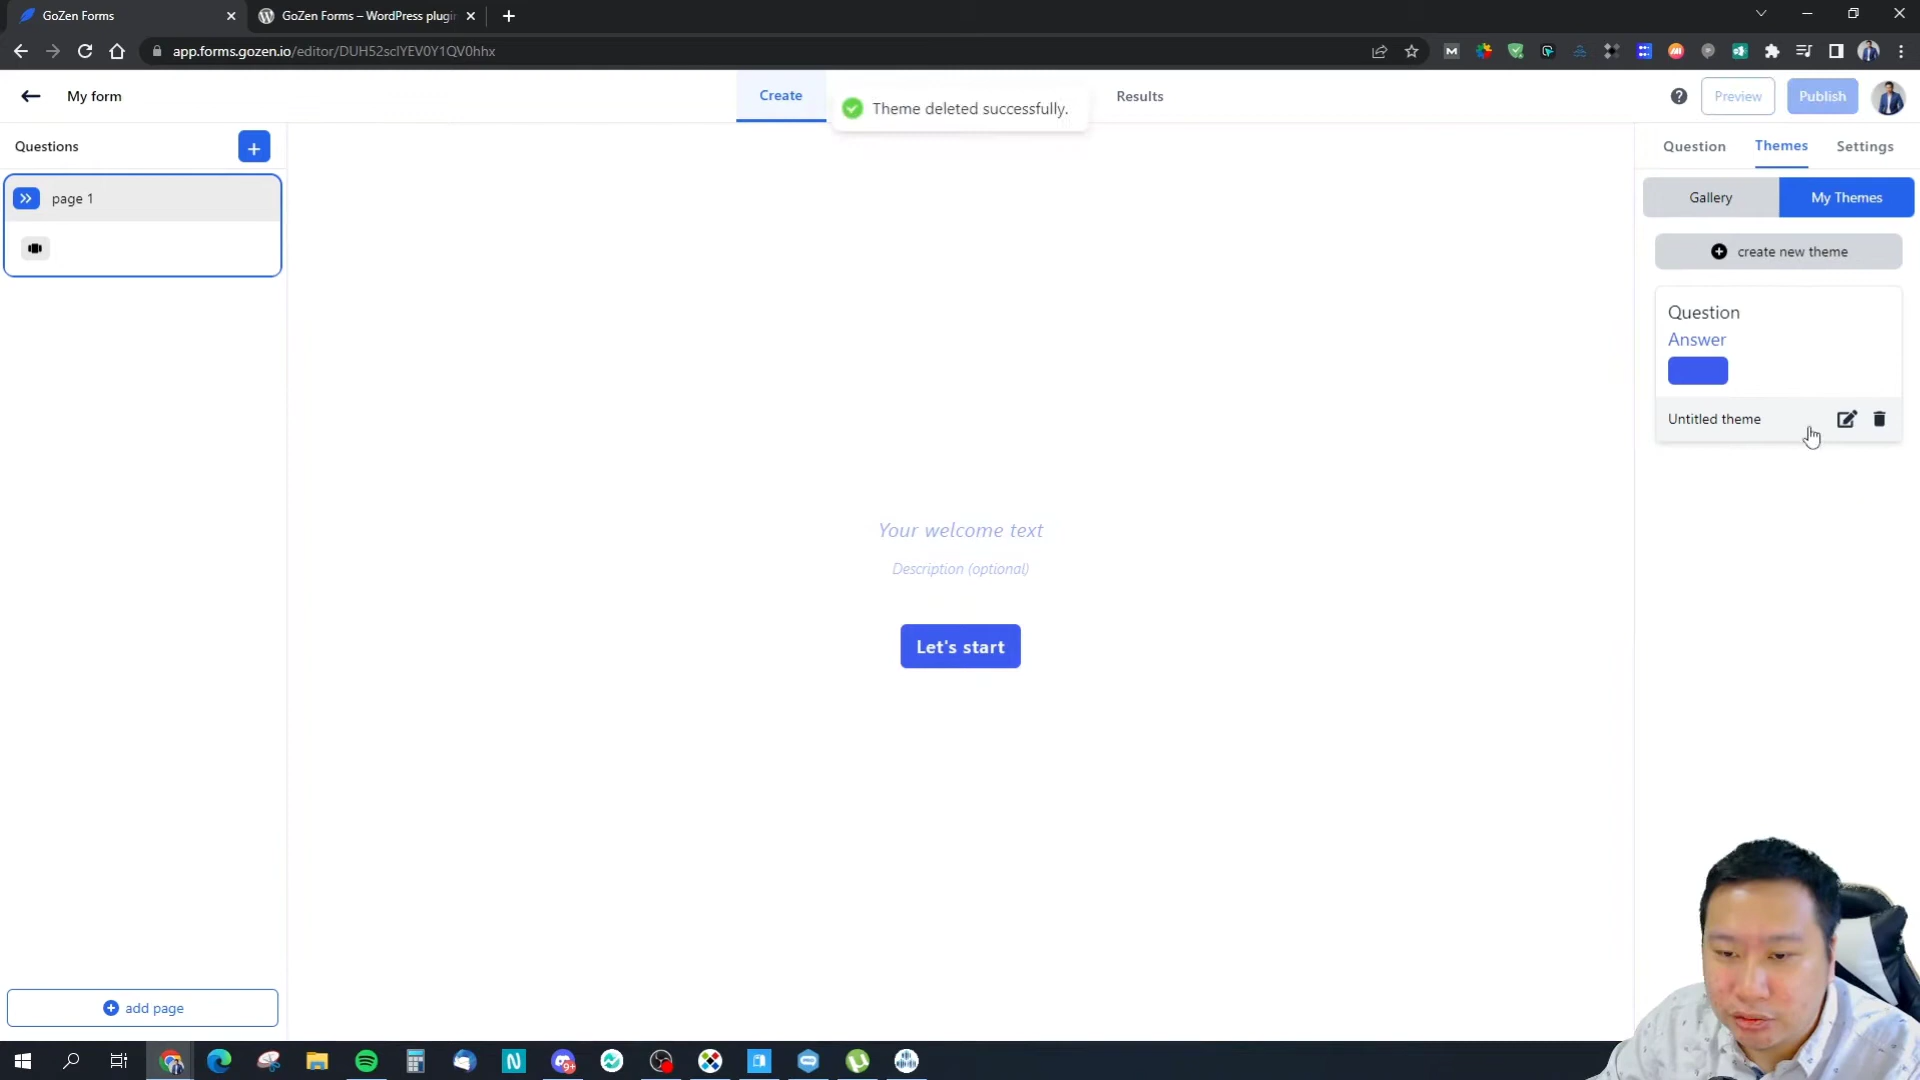 GoZen Forms
GoZen Forms – WordPress plugin
app.forms.gozen.io/editor/DUH52sclYEV0Y1QV0hhx
My form
Create
Theme deleted successfully.
Results
Preview
Publish
Questions
page 1
Question
Themes
Settings
Gallery
My Themes
create new theme
Question
Answer
Untitled theme
Your welcome text
Description (optional)
Let's start
add page
9+